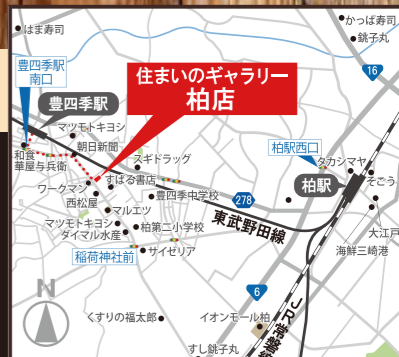 はま寿司
かっぱ寿司
銚子丸
16
豊四季駅
南口
住まいのギャラリー
柏店
豊四季駅
マツモトキヨシ
朝日新聞
和食
華屋与兵衛
スギドラッグ
柏駅西口
タカシマヤ
そごう
柏駅
ワークマン
すばる書店
西松屋
豊四季中学校
278
マルエツ
東武野田線
マツモトキヨシ
ダイマル水産
柏第二小学校
大江戸
海鮮三崎港
稲荷神社前
サイゼリア
N
6
JR常磐線
くすりの福太郎
イオンモール柏
すし銚子丸